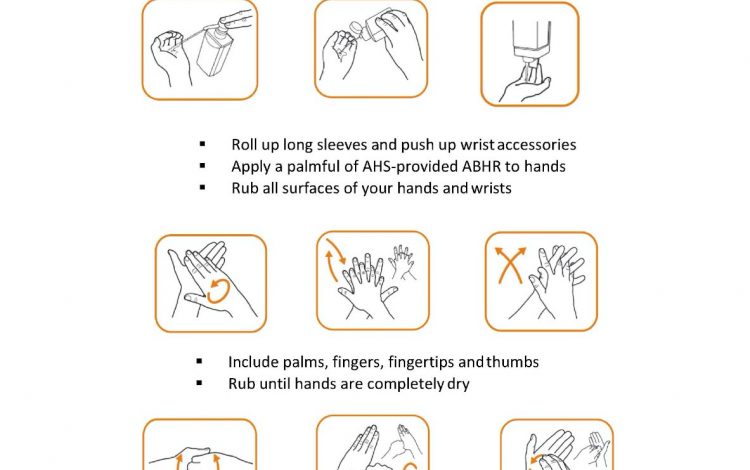 Roll up long sleeves and push up wrist accessories
Apply a palmful of AHS-provided ABHR to hands
Rub all surfaces of your hands and wrists
Include palms, fingers, fingertips and thumbs
Rub until hands are completely dry